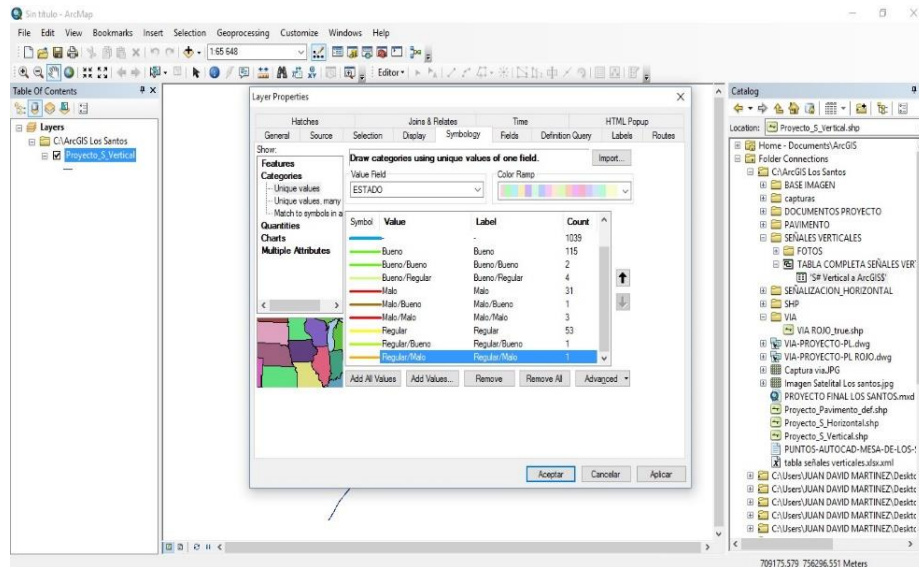 Sin título - ArcMap
File Edit View Bookmarks Insert Selection Geoprocessing Customize Windows Help
1:65 648
Editor
Table Of Contents
Layers
C:\ArcGIS Los Santos
Proyecto_S_Vertical
Layer Properties
Hatches Joins & Relates Time HTML Popup
General Source Selection Display Symbology Fields Definition Query Labels Routes
Show:
Features
Categories
Unique values
Unique values, many
Match to symbols in a
Quantities
Charts
Multiple Attributes
Draw categories using unique values of one field.
Import...
Value Field
ESTADO
Color Ramp
Symbol Value Label Count
- - 1039
Bueno Bueno 115
Bueno/Bueno Bueno/Bueno 2
Bueno/Regular Bueno/Regular 4
Malo Malo 31
Malo/Bueno Malo/Bueno 1
Malo/Malo Malo/Malo 3
Regular Regular 53
Regular/Bueno Regular/Bueno 1
Regular/Malo Regular/Malo 1
Add All Values Add Values... Remove Remove All Advanced
Aceptar Cancelar Aplicar
Catalog
Location: Proyecto_S_Vertical.shp
Home - Documents\ArcGIS
Folder Connections
C:\ArcGIS Los Santos
BASE IMAGEN
capturas
DOCUMENTOS PROYECTO
PAVIMENTO
SEÑALES VERTICALES
FOTOS
TABLA COMPLETA SEÑALES VER
'S# Vertical a ArcGIS$'
SEÑALIZACION_HORIZONTAL
SHP
VIA
VIA ROJO_true.shp
VIA-PROYECTO-PL.dwg
VIA-PROYECTO-PL ROJO.dwg
Captura via.JPG
Imagen Satelital Los santos.jpg
PROYECTO FINAL LOS SANTOS.mxd
Proyecto_Pavimento_def.shp
Proyecto_S_Horizontal.shp
Proyecto_S_Vertical.shp
PUNTOS-AUTOCAD-MESA-DE-LOS-
tabla señales verticales.xlsx.xml
C:\Users\JUAN DAVID MARTINEZ\Deskto
C:\Users\JUAN DAVID MARTINEZ\Deskto
C:\Users\JUAN DAVID MARTINEZ\Deskto
C:\Users\JUAN DAVID MARTINEZ\Deskto
709175.579 756296.551 Meters